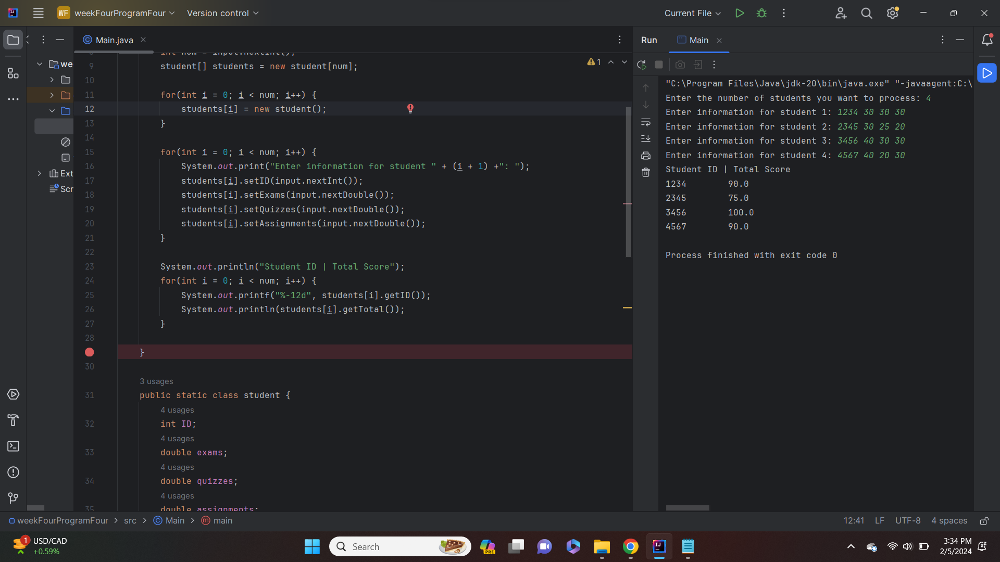 WF weekFourProgramFour Version control Current File
Main.java
Run Main
we
Ext
Scr
1
9 student[] students = new student[num];
10
11 for(int i = 0; i < num; i++) {
12 students[i] = new student();
13 }
14
15 for(int i = 0; i < num; i++) {
16 System.out.print("Enter information for student " + (i + 1) +": ");
17 students[i].setID(input.nextInt());
18 students[i].setExams(input.nextDouble());
19 students[i].setQuizzes(input.nextDouble());
20 students[i].setAssignments(input.nextDouble());
21 }
22
23 System.out.println("Student ID | Total Score");
24 for(int i = 0; i < num; i++) {
25 System.out.printf("%-12d", students[i].getID());
26 System.out.println(students[i].getTotal());
27 }
28
}
30
3 usages
31 public static class student {
4 usages
32 int ID;
4 usages
33 double exams;
4 usages
34 double quizzes;
4 usages
35 double assignments;
"C:\Program Files\Java\jdk-20\bin\java.exe" "-javaagent:C:\
Enter the number of students you want to process: 4
Enter information for student 1: 1234 30 30 30
Enter information for student 2: 2345 30 25 20
Enter information for student 3: 3456 40 30 30
Enter information for student 4: 4567 40 20 30
Student ID | Total Score
1234 90.0
2345 75.0
3456 100.0
4567 90.0
Process finished with exit code 0
weekFourProgramFour > src > Main > main 12:41 LF UTF-8 4 spaces
1 USD/CAD
+0.59%
Search
PRE
3:34 PM
2/5/2024